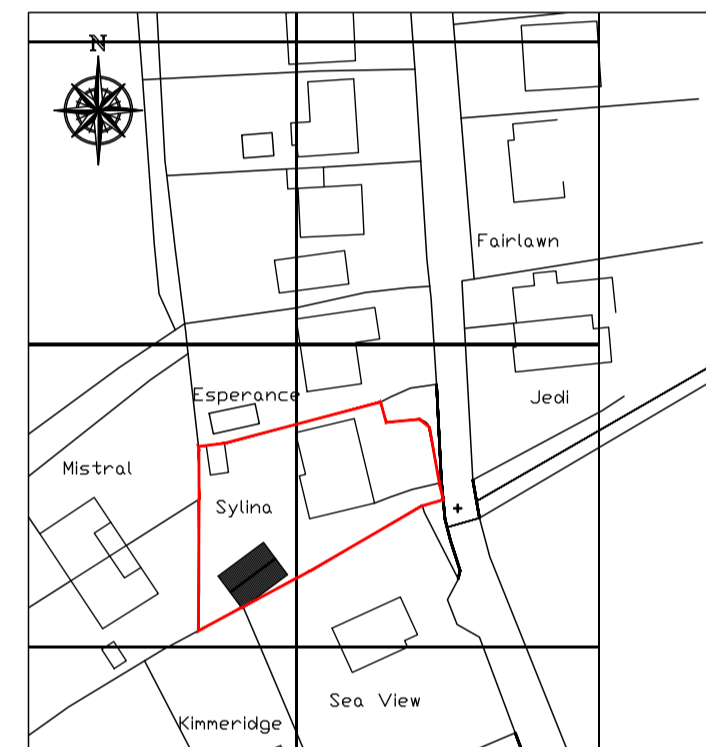 N
Fairlawn
Esperance
Jedi
Mistral
Sylina
Sea View
Kimmeridge